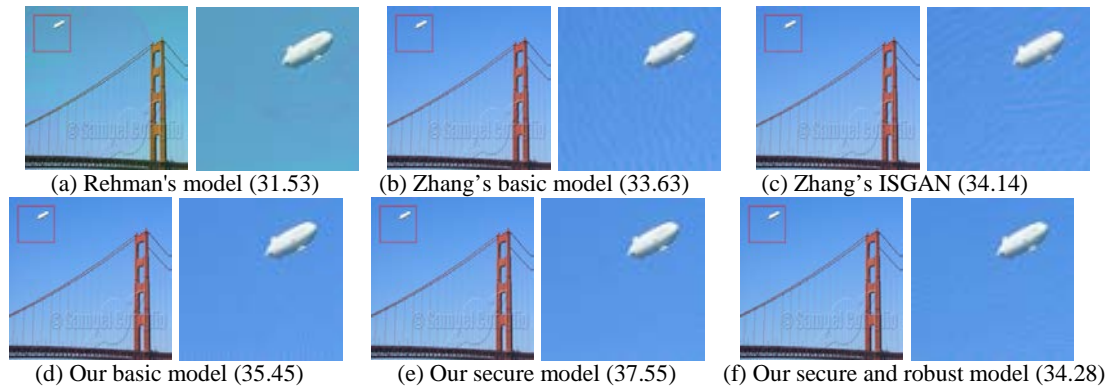 (a) Rehman's model (31.53)
(b) Zhang’s basic model (33.63)
(c) Zhang’s ISGAN (34.14)
(d) Our basic model (35.45)
(e) Our secure model (37.55)
(f) Our secure and robust model (34.28)